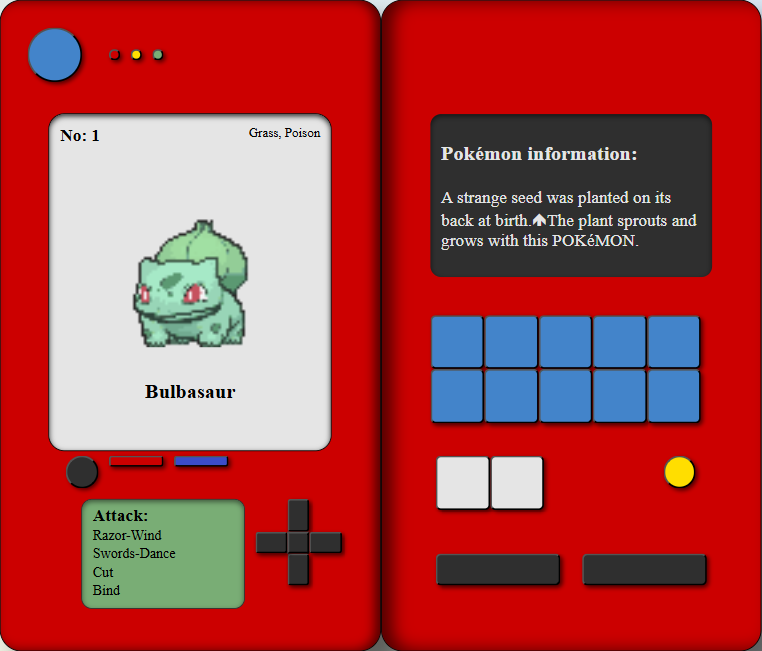 No: 1
Grass, Poison
Bulbasaur
Attack:
Razor-Wind
Swords-Dance
Cut
Bind
Pokémon information:
A strange seed was planted on its
back at birth.🡅The plant sprouts and
grows with this POKéMON.